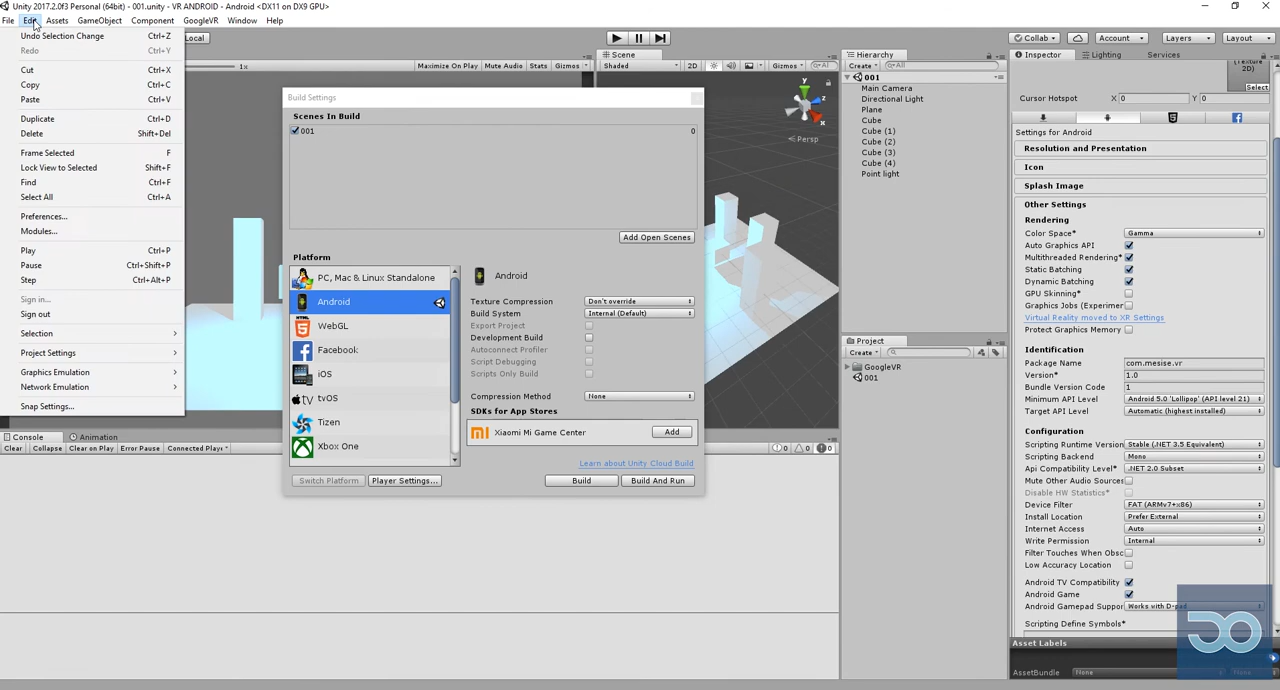 Unity 2017.2.0f3 Personal (64bit) - 001.unity - VR ANDROID - Android <DX11 on DX9 GPU>
File Edit Assets GameObject Component GoogleVR Window Help
Undo Selection Change Ctrl+Z
Redo Ctrl+Y
Cut Ctrl+X
Copy Ctrl+C
Paste Ctrl+V
Duplicate Ctrl+D
Delete Shift+Del
Frame Selected F
Lock View to Selected Shift+F
Find Ctrl+F
Select All Ctrl+A
Preferences...
Modules...
Play Ctrl+P
Pause Ctrl+Shift+P
Step Ctrl+Alt+P
Sign in...
Sign out
Selection
Project Settings
Graphics Emulation
Network Emulation
Snap Settings...
Local
Collab Account Layers Layout
1x Maximize On Play Mute Audio Stats Gizmos
Scene
Shaded 2D Gizmos All
y
z
x
Persp
Build Settings
Scenes In Build
001 0
Add Open Scenes
Platform
PC, Mac & Linux Standalone
Android
WebGL
Facebook
iOS
tvOS
tv
Tizen
Xbox One
Android
Texture Compression Don't override
Build System Internal (Default)
Export Project
Development Build
Autoconnect Profiler
Script Debugging
Scripts Only Build
Compression Method None
SDKs for App Stores
Xiaomi Mi Game Center Add
Learn about Unity Cloud Build
Switch Platform Player Settings... Build Build And Run
Hierarchy
Create All
001
Main Camera
Directional Light
Plane
Cube
Cube (1)
Cube (2)
Cube (3)
Cube (4)
Point light
Project
Create
GoogleVR
001
Console Animation
Clear Collapse Clear on Play Error Pause Connected Player 0 0 0
Inspector Lighting Services
(Texture
2D)
Select
Cursor Hotspot X 0 Y 0
Settings for Android
Resolution and Presentation
Icon
Splash Image
Other Settings
Rendering
Color Space* Gamma
Auto Graphics API
Multithreaded Rendering*
Static Batching
Dynamic Batching
GPU Skinning*
Graphics Jobs (Experimen
Virtual Reality moved to XR Settings
Protect Graphics Memory
Identification
Package Name com.mesise.vr
Version* 1.0
Bundle Version Code 1
Minimum API Level Android 5.0 'Lollipop' (API level 21)
Target API Level Automatic (highest installed)
Configuration
Scripting Runtime Version Stable (.NET 3.5 Equivalent)
Scripting Backend Mono
Api Compatibility Level* .NET 2.0 Subset
Mute Other Audio Sources
Disable HW Statistics*
Device Filter FAT (ARMv7+x86)
Install Location Prefer External
Internet Access Auto
Write Permission Internal
Filter Touches When Obsc
Low Accuracy Location
Android TV Compatibility
Android Game
Android Gamepad Suppor Works with D-pad
Scripting Define Symbols*
Asset Labels
AssetBundle None None